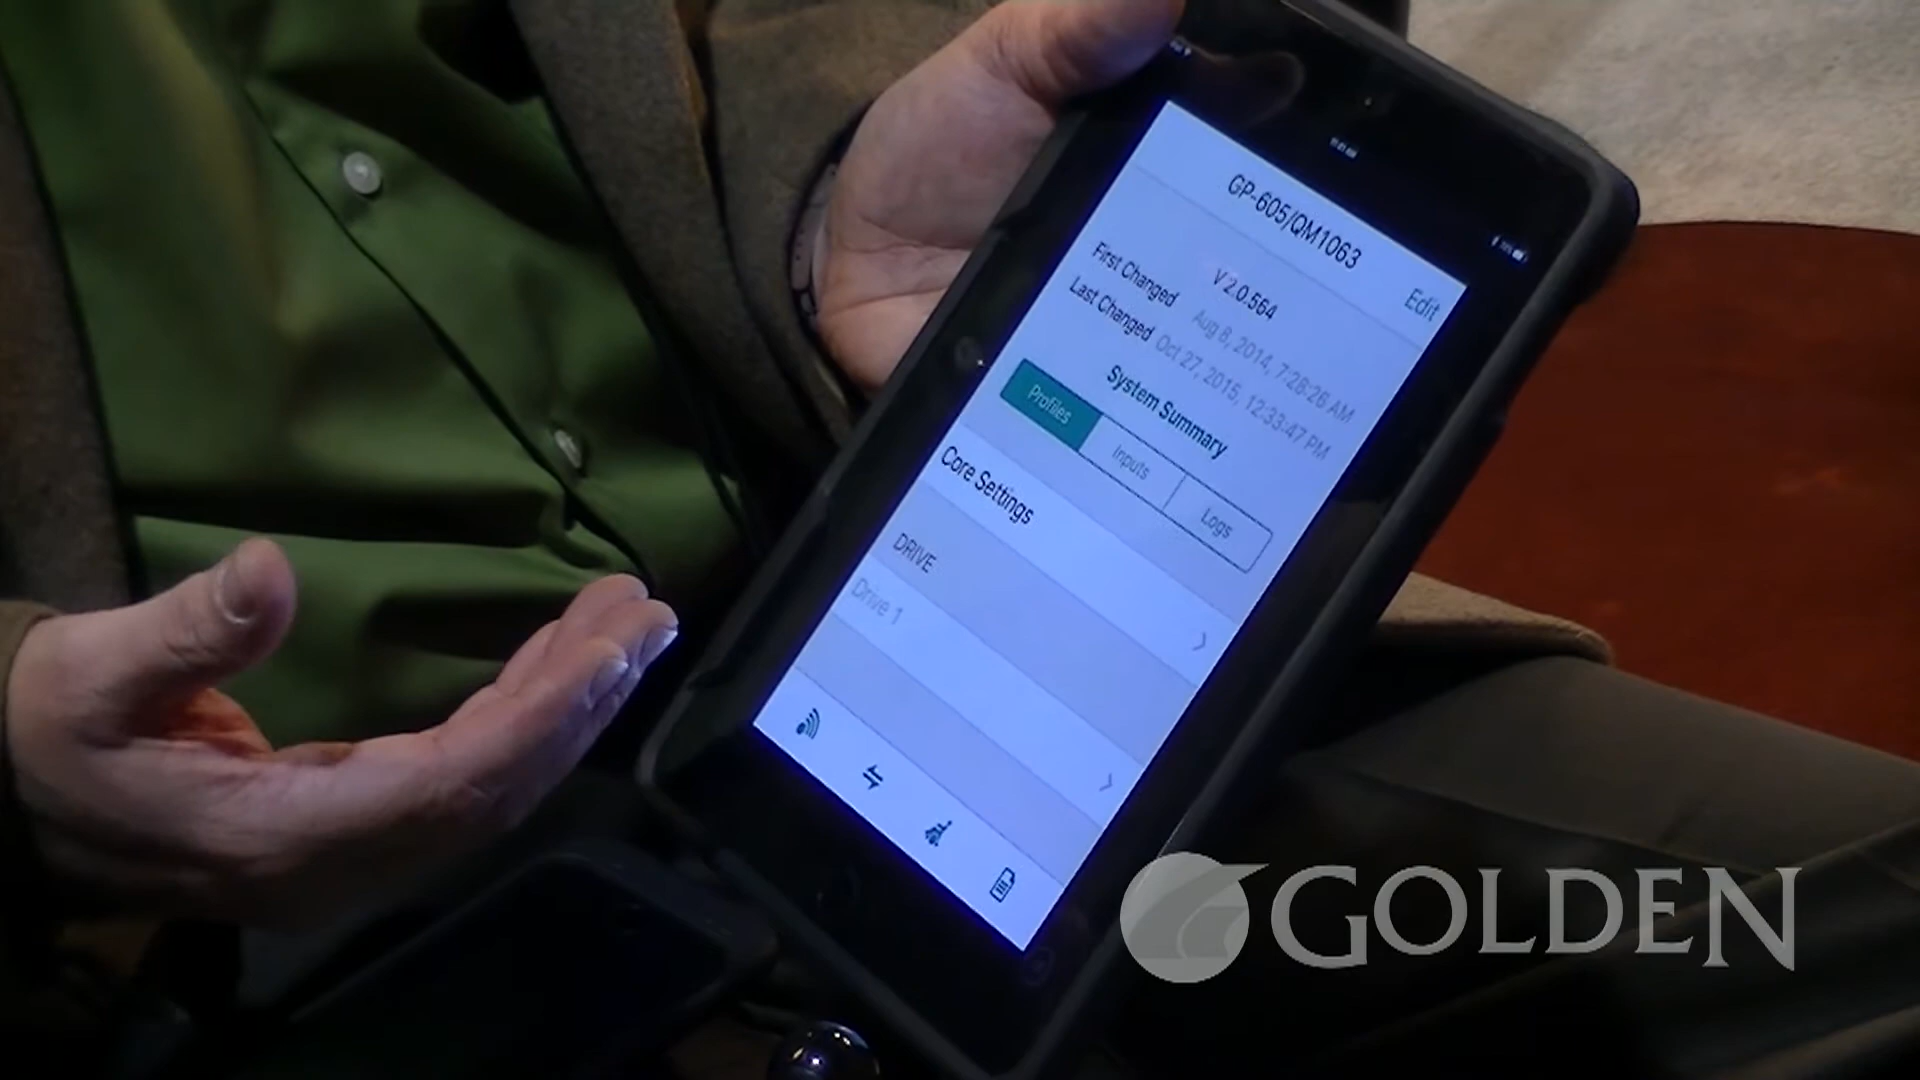 GP-605/QM1063
Edit
V 2.0.564
First Changed Aug 8, 2014, 7:28:26 AM
Last Changed Oct 27, 2015, 12:33:47 PM
System Summary
Profiles Inputs Logs
Core Settings
DRIVE
Drive 1
GOLDEN